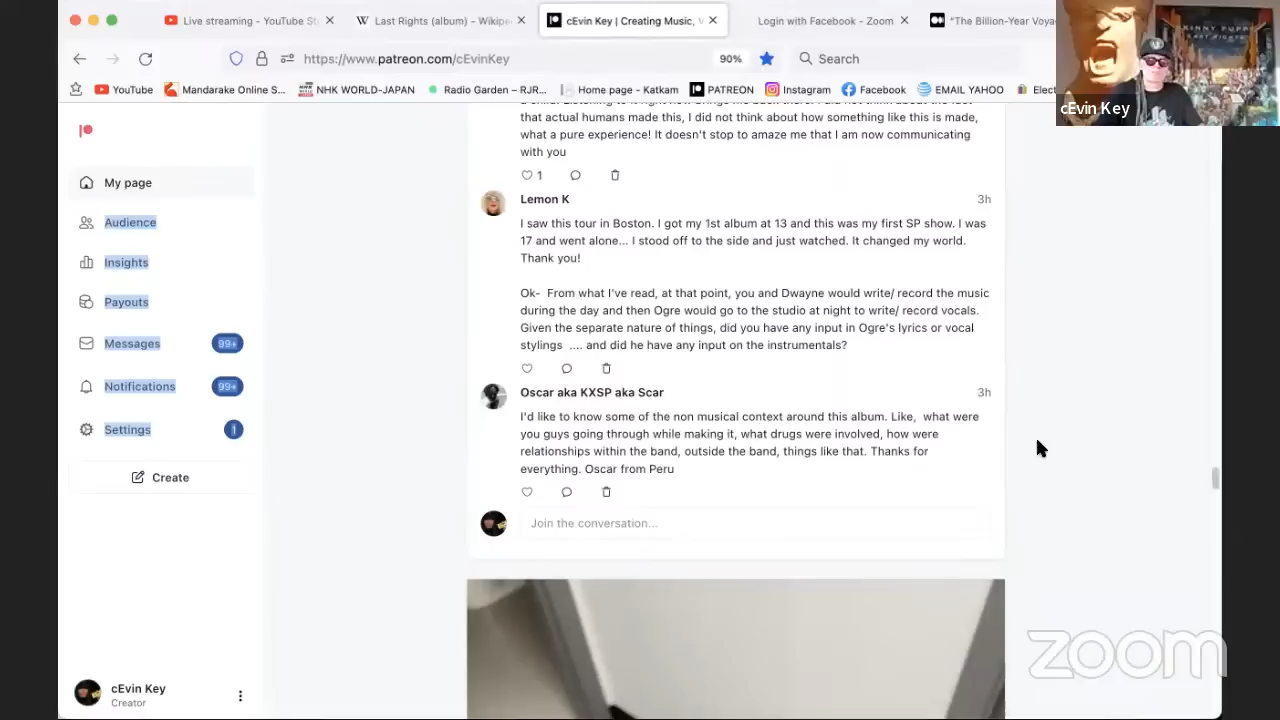 Live streaming - YouTube St
Last Rights (album) - Wikipe
cEvin Key | Creating Music, V
Login with Facebook - Zoom
"The Billion-Year Voya
https://www.patreon.com/cEvinKey
90%
Search
YouTube
Mandarake Online S...
NHK WORLD-JAPAN
Radio Garden – RJR...
Home page - Katkam
PATREON
Instagram
Facebook
EMAIL YAHOO
Elect
SKINNY PUPPY
LAST RIGHTS
cEvin Key
My page
Audience
Insights
Payouts
Messages
99+
Notifications
99+
Settings
1
Create
that actual humans made this, I did not think about how something like this is made,
what a pure experience! It doesn't stop to amaze me that I am now communicating
with you
1
Lemon K
3h
I saw this tour in Boston. I got my 1st album at 13 and this was my first SP show. I was
17 and went alone... I stood off to the side and just watched. It changed my world.
Thank you!
Ok- From what I've read, at that point, you and Dwayne would write/ record the music
during the day and then Ogre would go to the studio at night to write/ record vocals.
Given the separate nature of things, did you have any input in Ogre's lyrics or vocal
stylings .... and did he have any input on the instrumentals?
Oscar aka KXSP aka Scar
3h
I'd like to know some of the non musical context around this album. Like, what were
you guys going through while making it, what drugs were involved, how were
relationships within the band, outside the band, things like that. Thanks for
everything. Oscar from Peru
Join the conversation...
cEvin Key
Creator
zoom